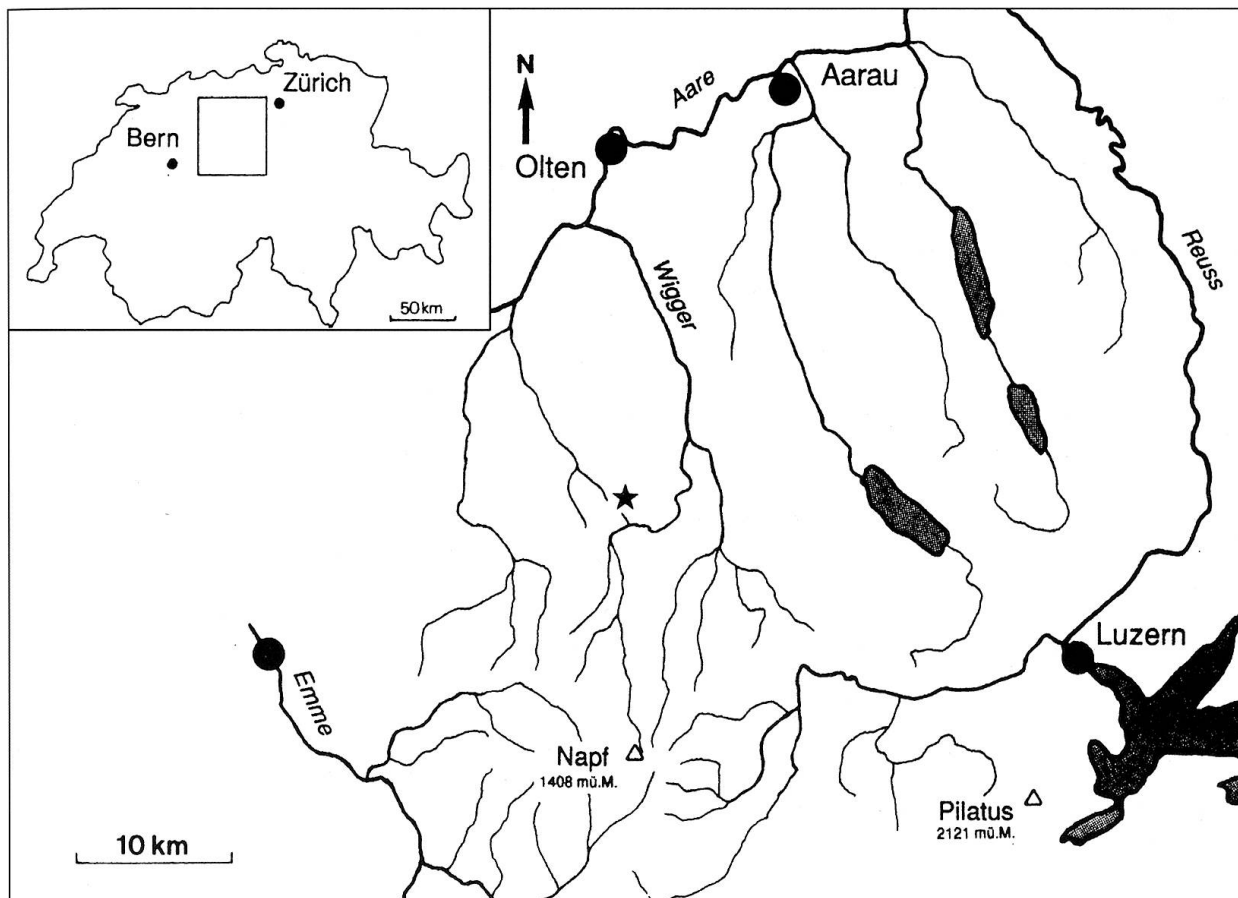 Zürich
Bern
50 km
N
Aare
Aarau
Olten
Wigger
Reuss
Luzern
Emme
Napf
1408 mü.M.
Pilatus
2121 mü.M.
10 km